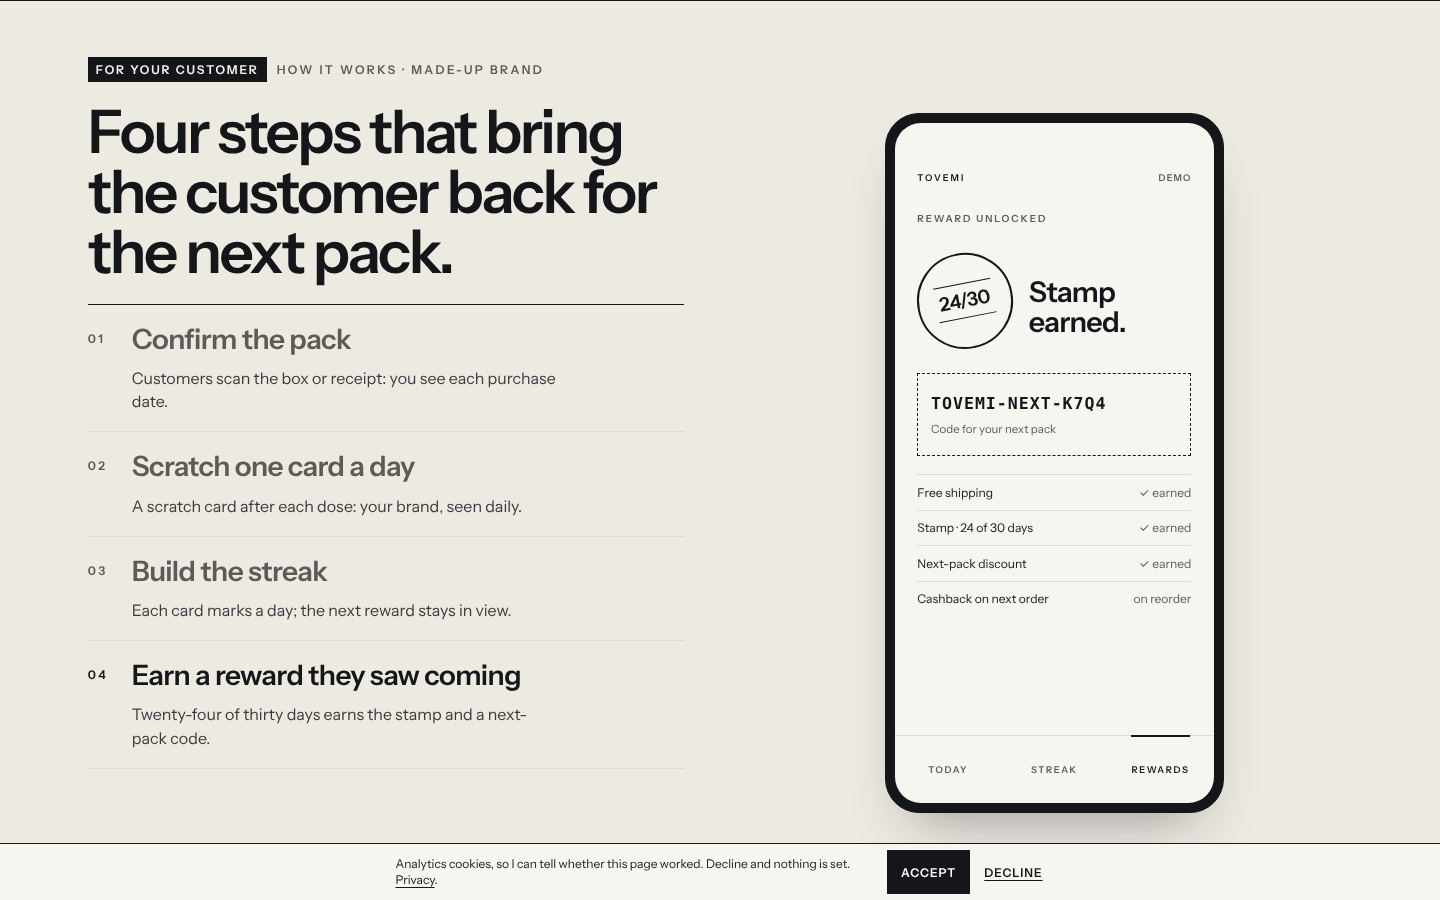 FOR YOUR CUSTOMER HOW IT WORKS · MADE-UP BRAND
Four steps that bring
the customer back for
the next pack.
01 Confirm the pack
Customers scan the box or receipt: you see each purchase
date.
02 Scratch one card a day
A scratch card after each dose: your brand, seen daily.
03 Build the streak
Each card marks a day; the next reward stays in view.
04 Earn a reward they saw coming
Twenty-four of thirty days earns the stamp and a next-
pack code.
TOVEMI DEMO
REWARD UNLOCKED
24/30
Stamp
earned.
TOVEMI-NEXT-K7Q4
Code for your next pack
Free shipping ✓ earned
Stamp · 24 of 30 days ✓ earned
Next-pack discount ✓ earned
Cashback on next order on reorder
TODAY STREAK REWARDS
Analytics cookies, so I can tell whether this page worked. Decline and nothing is set.
Privacy.
ACCEPT DECLINE